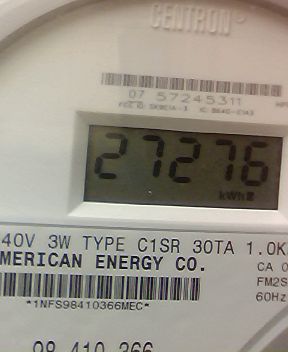 CENTRON
07 57245311
27276
kWh
40V 3W TYPE C1SR 30TA 1.0K
MERICAN ENERGY CO.
CA 0
FM2S
60Hz
*1NFS98410366MEC*
98 410 366